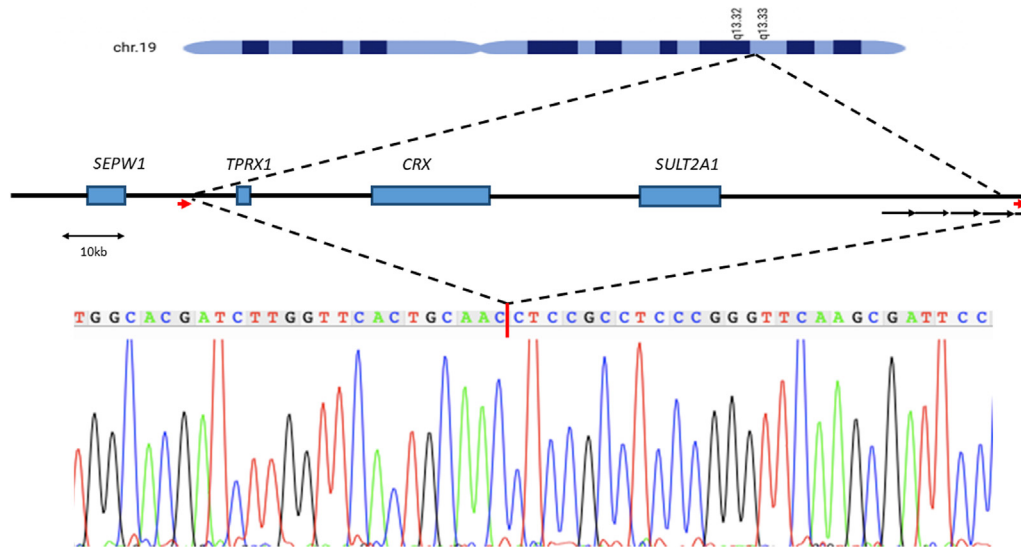 q13.32
q13.33
chr.19
SEPW1
TPRX1
CRX
SULT2A1
10kb
TGGCACGATCTTGGTTCACTGCAACCTCCGCCTCCCGGGTTCAAGCGATTCC